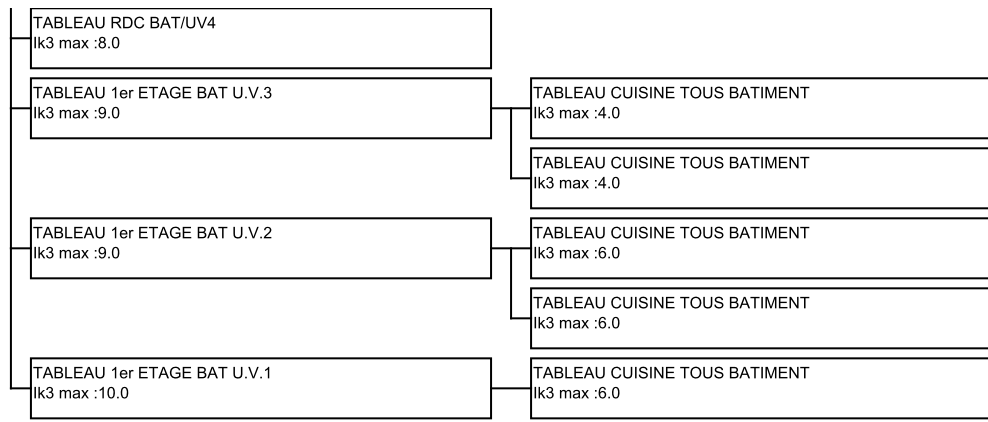 TABLEAU RDC BAT/UV4
Ik3 max :8.0
TABLEAU 1er ETAGE BAT U.V.3
Ik3 max :9.0
TABLEAU CUISINE TOUS BATIMENT
Ik3 max :4.0
TABLEAU CUISINE TOUS BATIMENT
Ik3 max :4.0
TABLEAU 1er ETAGE BAT U.V.2
Ik3 max :9.0
TABLEAU CUISINE TOUS BATIMENT
Ik3 max :6.0
TABLEAU CUISINE TOUS BATIMENT
Ik3 max :6.0
TABLEAU 1er ETAGE BAT U.V.1
Ik3 max :10.0
TABLEAU CUISINE TOUS BATIMENT
Ik3 max :6.0